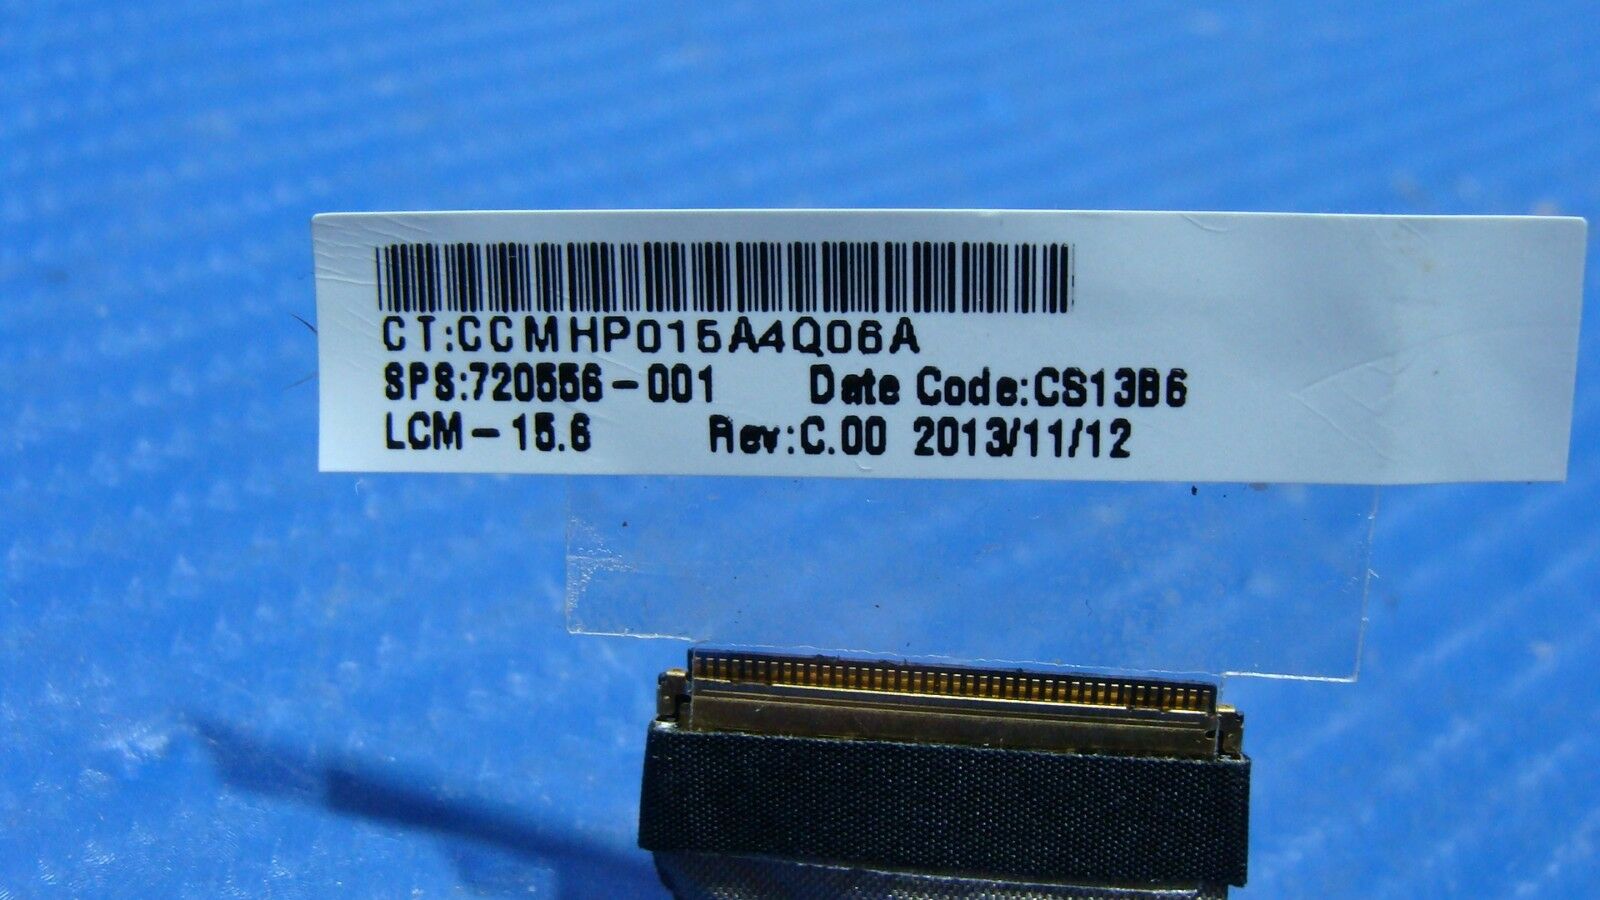 CT:CCMHP015A4Q06A
SPS:720556-001 Date Code:CS13B6
LCM-15.6 Rev:C.00 2013/11/12